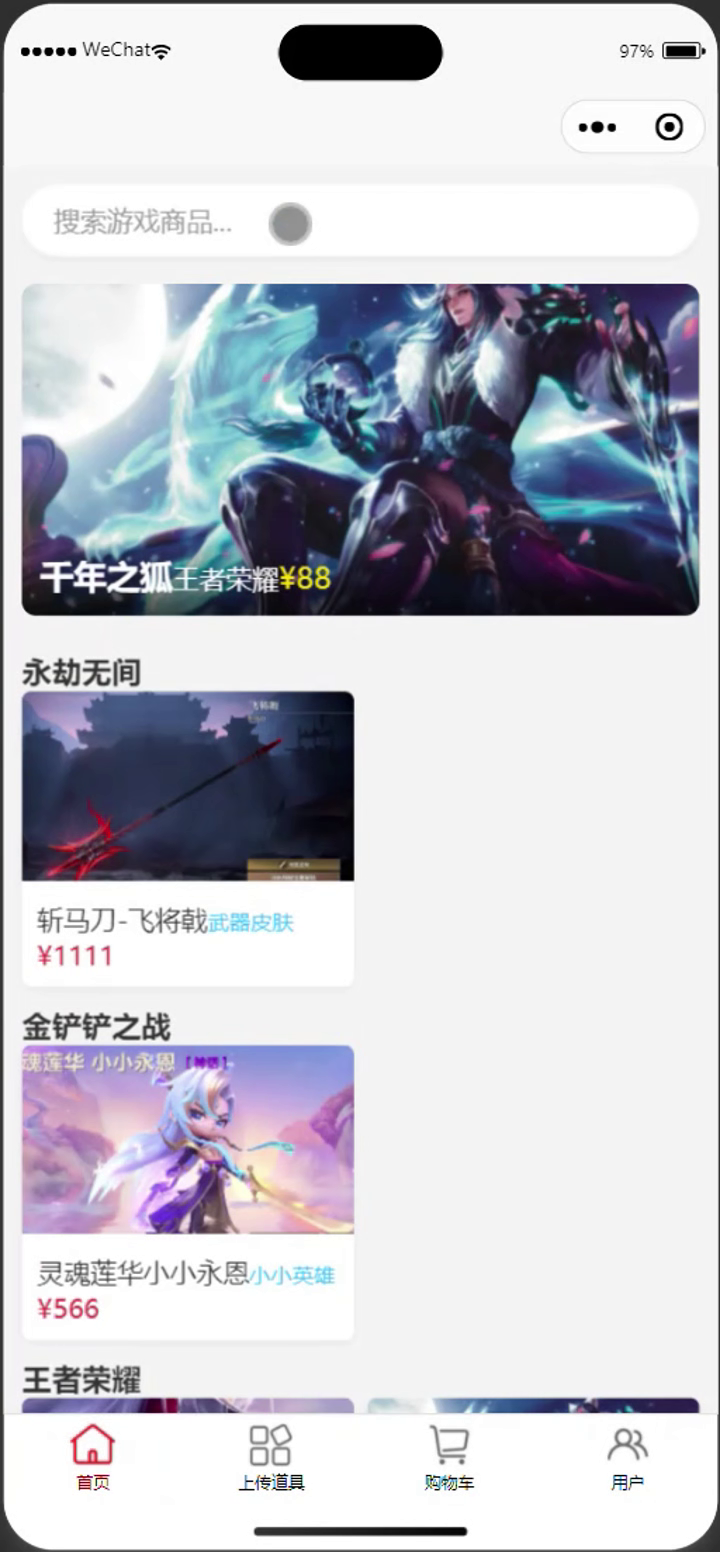 WeChat
97%
搜索游戏商品...
千年之狐王者荣耀¥88
永劫无间
斩马刀-飞将戟武器皮肤
¥1111
金铲铲之战
魂莲华 小小永恩
灵魂莲华小小永恩小小英雄
¥566
王者荣耀
首页
上传道具
购物车
用户